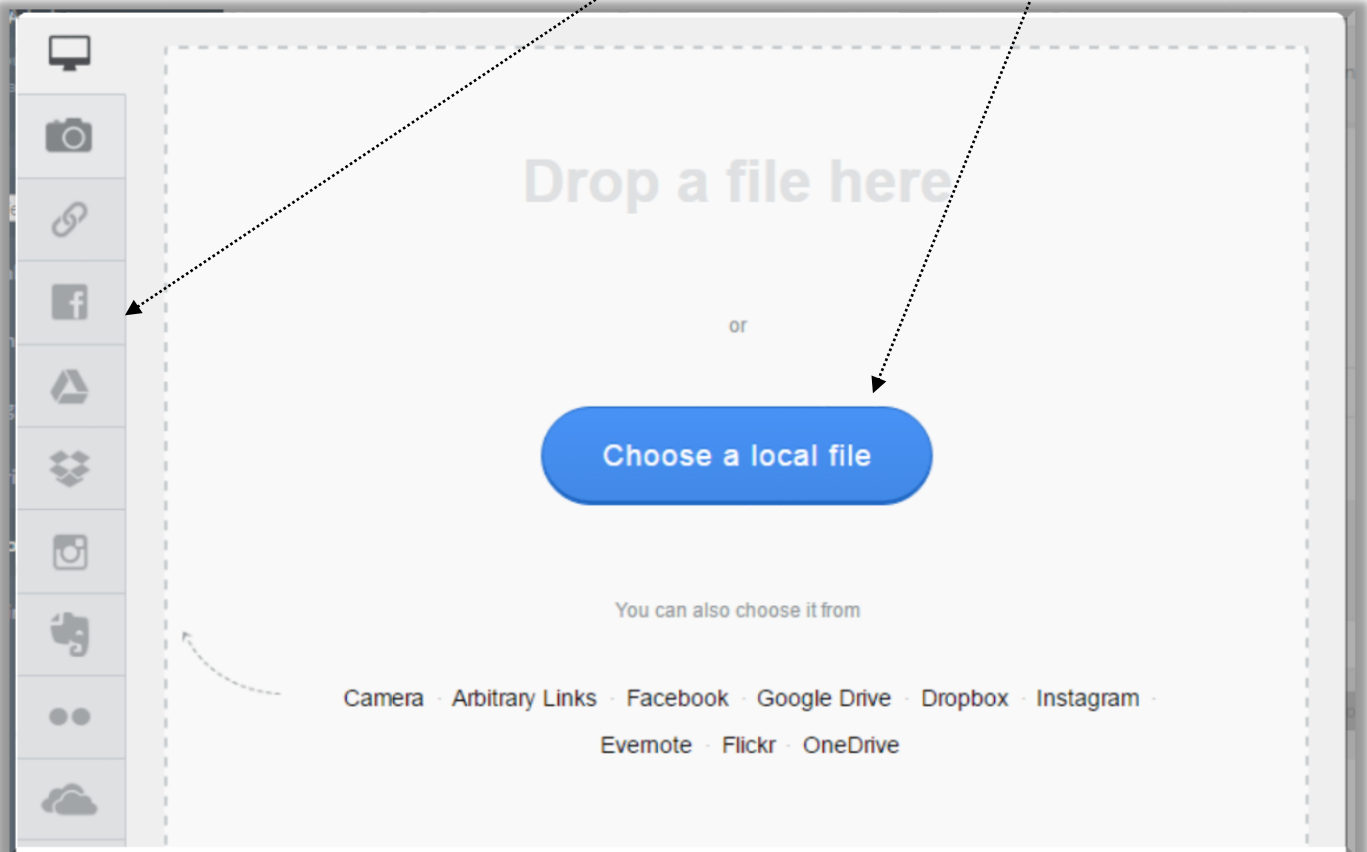 Drop a file here
or
Choose a local file
You can also choose it from
Camera · Arbitrary Links · Facebook · Google Drive · Dropbox · Instagram ·
Evernote · Flickr · OneDrive